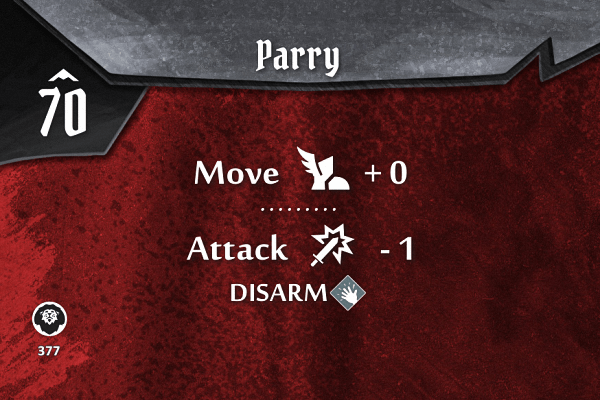 Parry
70
Move + 0
Attack - 1
DISARM
377